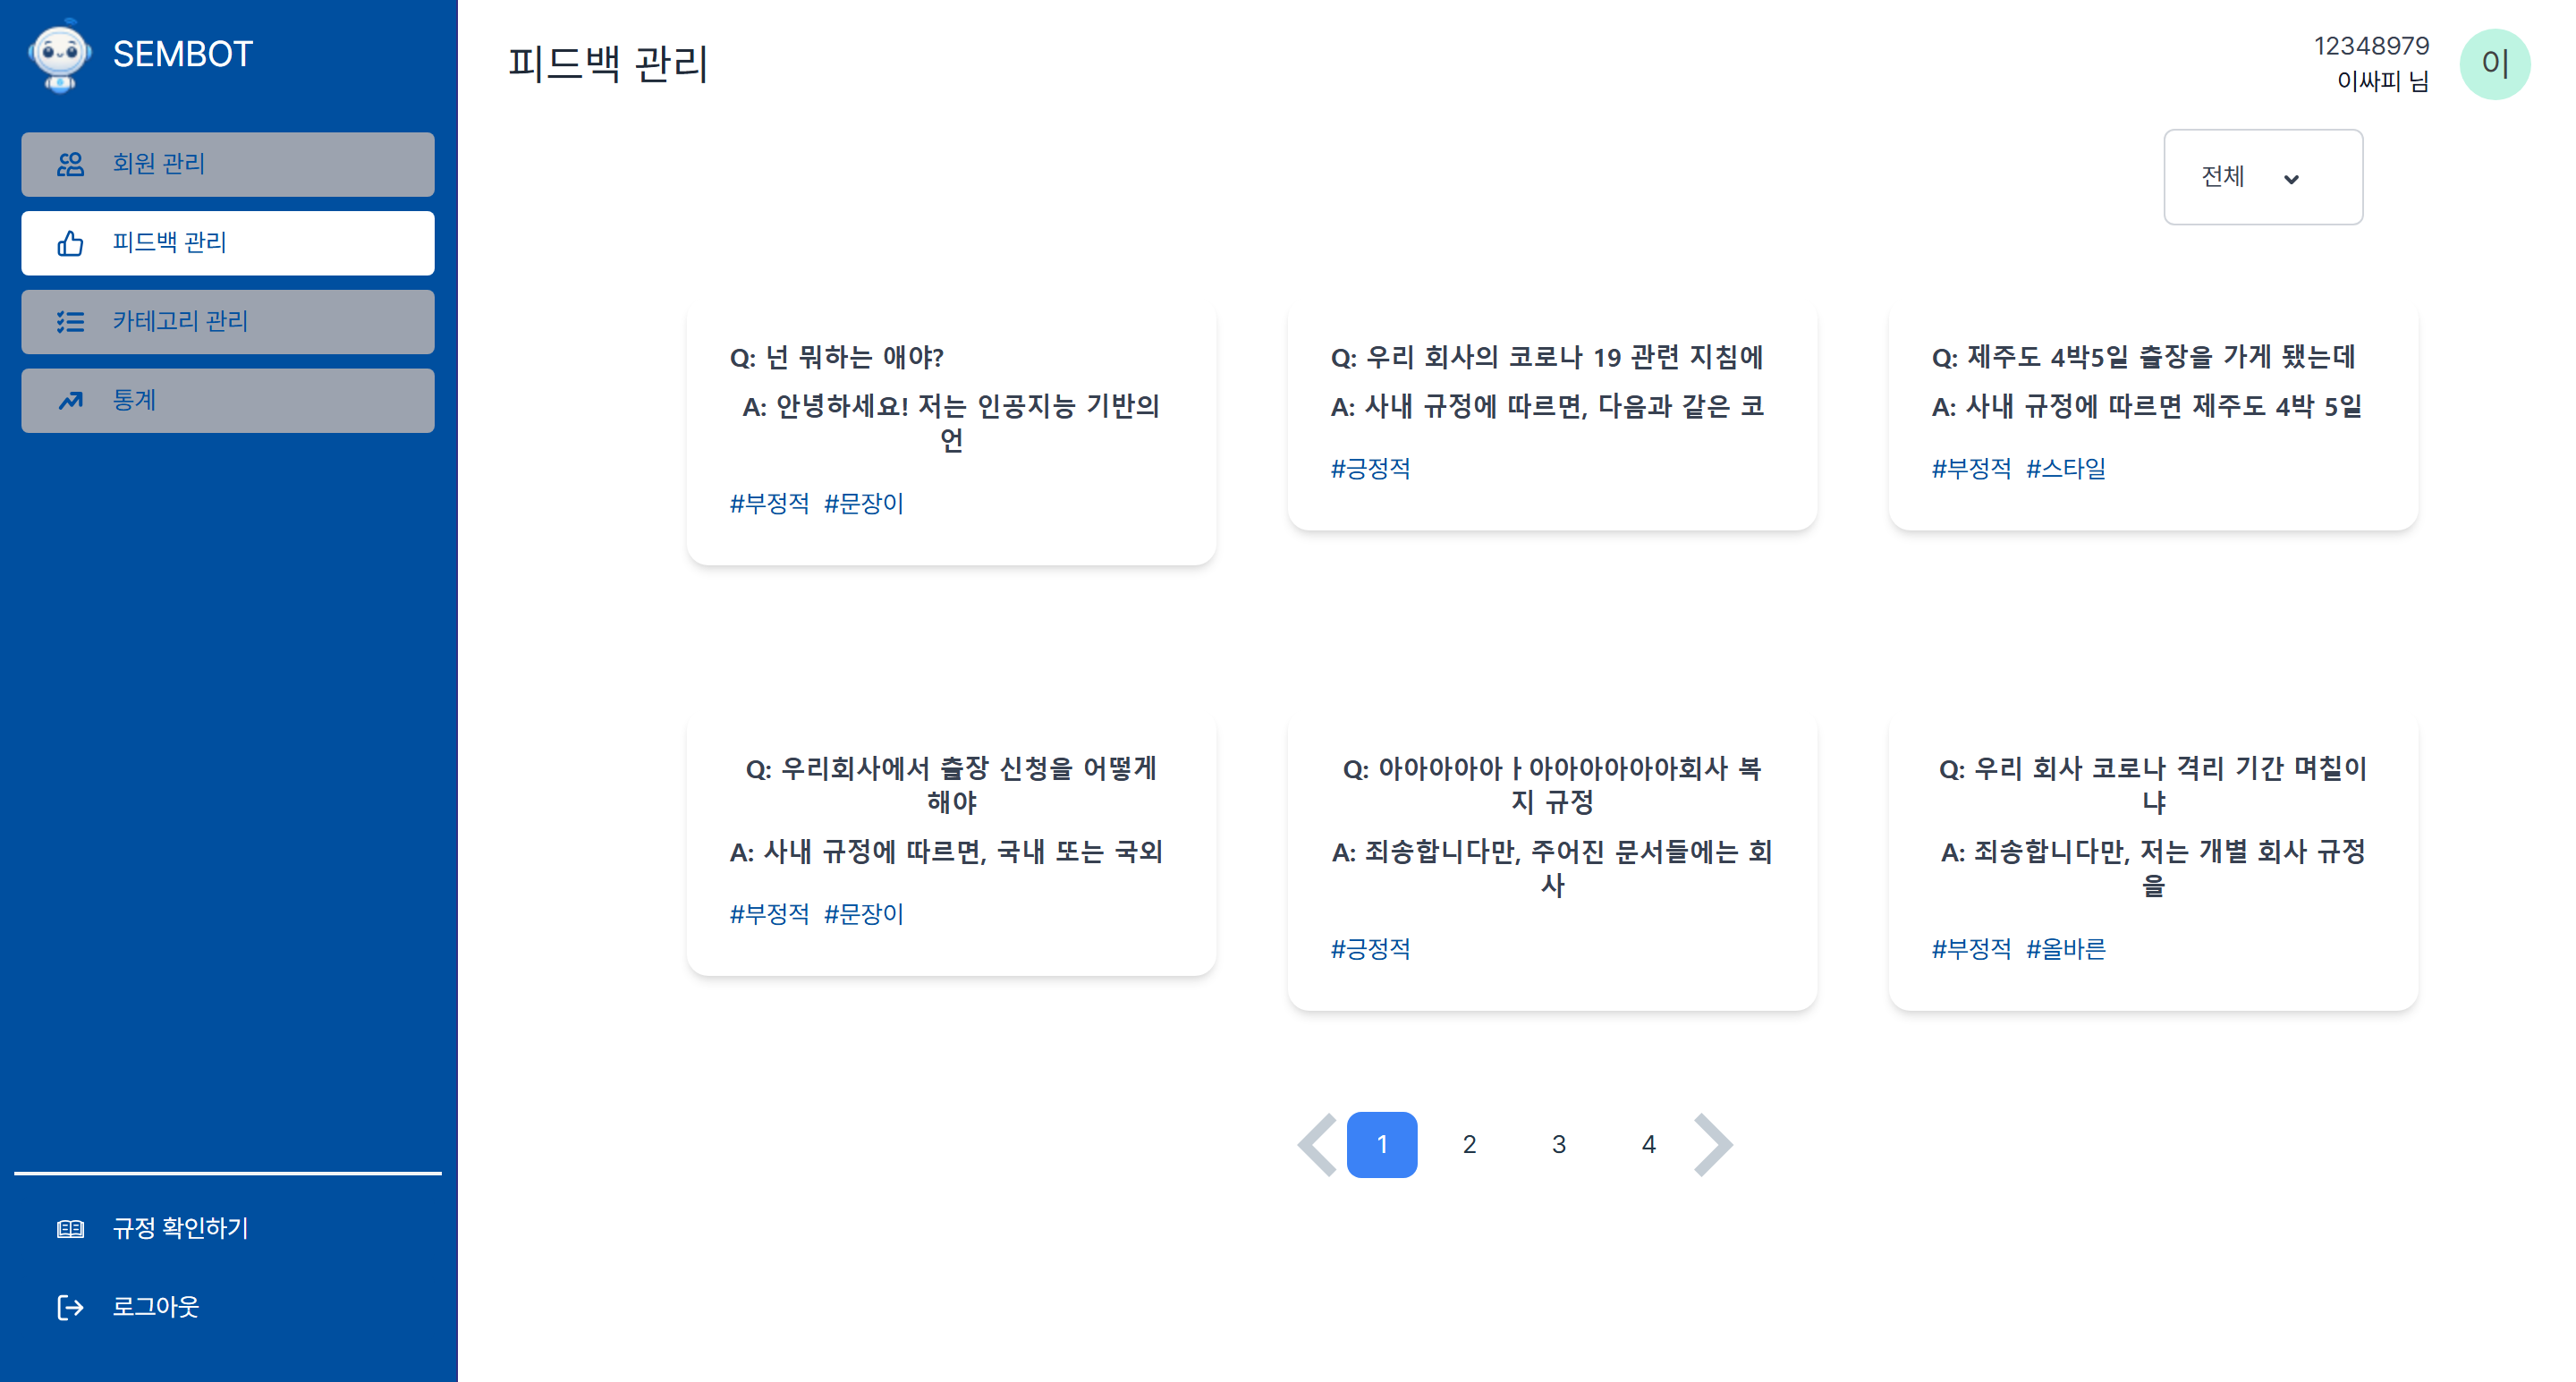 SEMBOT
회원 관리
피드백 관리
카테고리 관리
통계
규정 확인하기
로그아웃
피드백 관리
12348979
이싸피 님
이
전체
Q: 넌 뭐하는 애야?
A: 안녕하세요! 저는 인공지능 기반의
언
#부정적 #문장이
Q: 우리 회사의 코로나 19 관련 지침에
A: 사내 규정에 따르면, 다음과 같은 코
#긍정적
Q: 제주도 4박5일 출장을 가게 됐는데
A: 사내 규정에 따르면 제주도 4박 5일
#부정적 #스타일
Q: 우리회사에서 출장 신청을 어떻게
해야
A: 사내 규정에 따르면, 국내 또는 국외
#부정적 #문장이
Q: 아아아아아ㅏ아아아아아아회사 복
지 규정
A: 죄송합니다만, 주어진 문서들에는 회
사
#긍정적
Q: 우리 회사 코로나 격리 기간 며칟이
냐
A: 죄송합니다만, 저는 개별 회사 규정
을
#부정적 #올바른
1 2 3 4